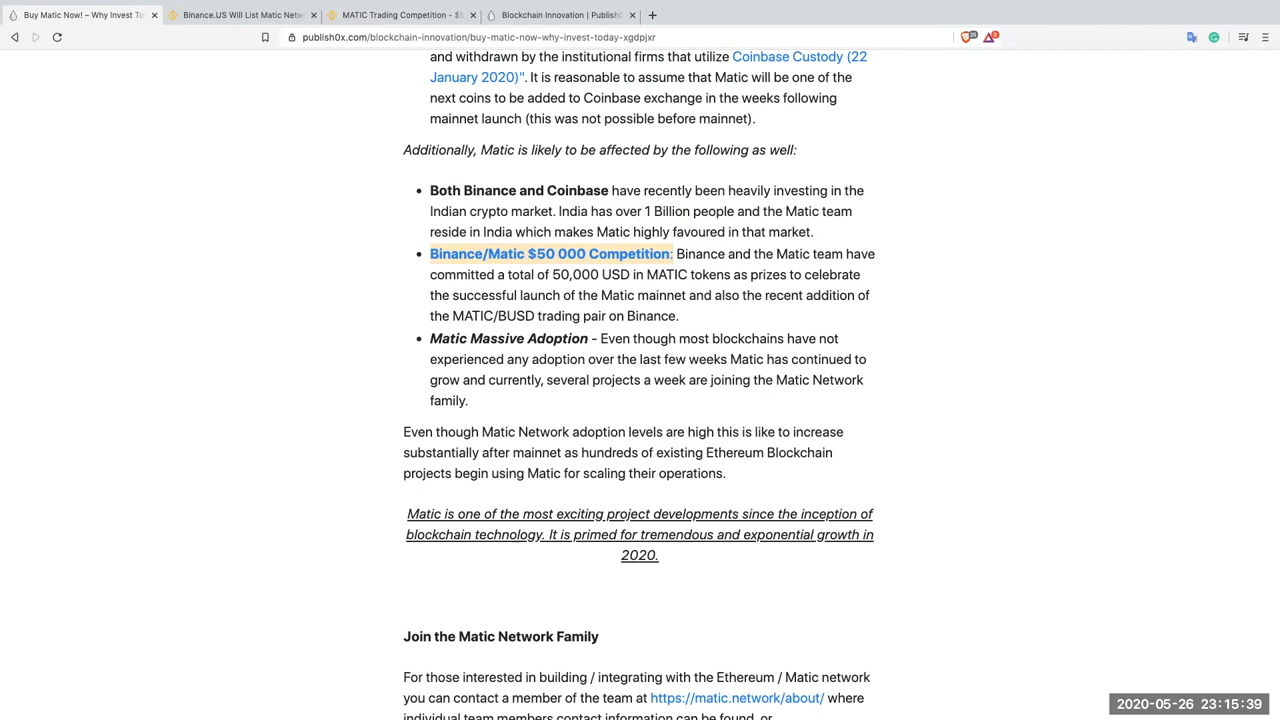 Buy Matic Now! – Why Invest To
Binance.US Will List Matic Netw
MATIC Trading Competition - $5
Blockchain Innovation | Publish0
publish0x.com/blockchain-innovation/buy-matic-now-why-invest-today-xgdpjxr
and withdrawn by the institutional firms that utilize Coinbase Custody (22
January 2020)". It is reasonable to assume that Matic will be one of the
next coins to be added to Coinbase exchange in the weeks following
mainnet launch (this was not possible before mainnet).
Additionally, Matic is likely to be affected by the following as well:
• Both Binance and Coinbase have recently been heavily investing in the
Indian crypto market. India has over 1 Billion people and the Matic team
reside in India which makes Matic highly favoured in that market.
• Binance/Matic $50 000 Competition: Binance and the Matic team have
committed a total of 50,000 USD in MATIC tokens as prizes to celebrate
the successful launch of the Matic mainnet and also the recent addition of
the MATIC/BUSD trading pair on Binance.
• Matic Massive Adoption - Even though most blockchains have not
experienced any adoption over the last few weeks Matic has continued to
grow and currently, several projects a week are joining the Matic Network
family.
Even though Matic Network adoption levels are high this is like to increase
substantially after mainnet as hundreds of existing Ethereum Blockchain
projects begin using Matic for scaling their operations.
Matic is one of the most exciting project developments since the inception of
blockchain technology. It is primed for tremendous and exponential growth in
2020.
Join the Matic Network Family
For those interested in building / integrating with the Ethereum / Matic network
you can contact a member of the team at https://matic.network/about/ where
individual team members contact information can be found, or
2020-05-26 23:15:39